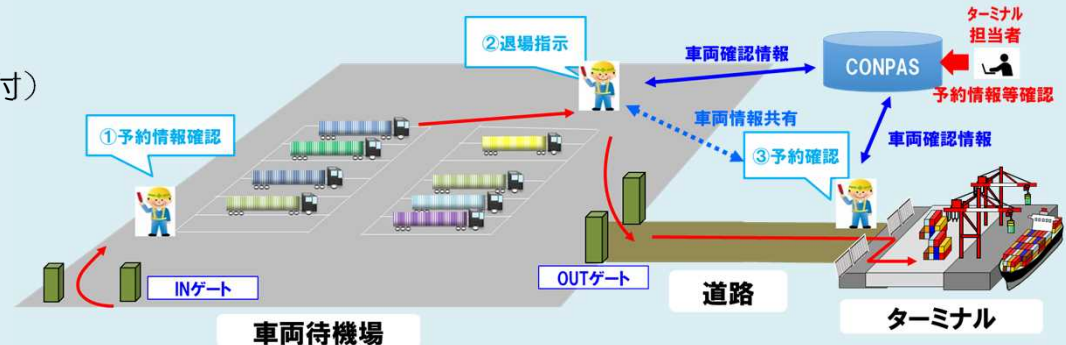 寸）
①予約情報確認
②退場指示
車両確認情報
CONPAS
ターミナル
担当者
予約情報等確認
車両情報共有
車両確認情報
③予約確認
INゲート
OUTゲート
道路
ターミナル
車両待機場